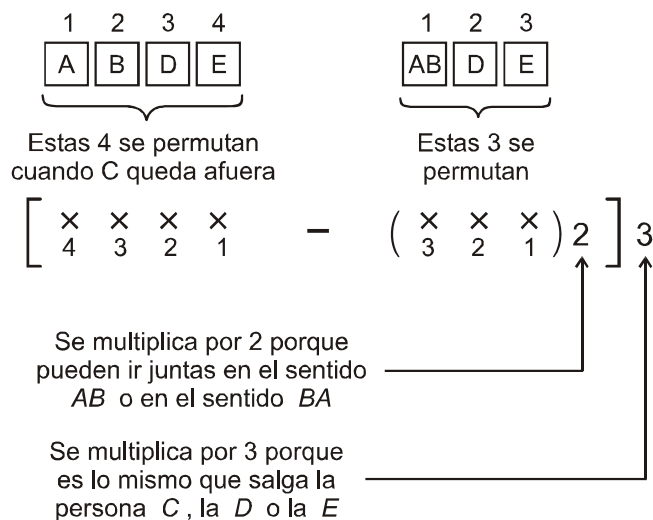 1 2 3 4
A B D E
Estas 4 se permutan
cuando C queda afuera
1 2 3
AB D E
Estas 3 se
permutan
[ × × × × − ( × × × ) 2 ] 3
4 3 2 1 3 2 1
Se multiplica por 2 porque
pueden ir juntas en el sentido
AB o en el sentido BA
Se multiplica por 3 porque
es lo mismo que salga la
persona C , la D o la E